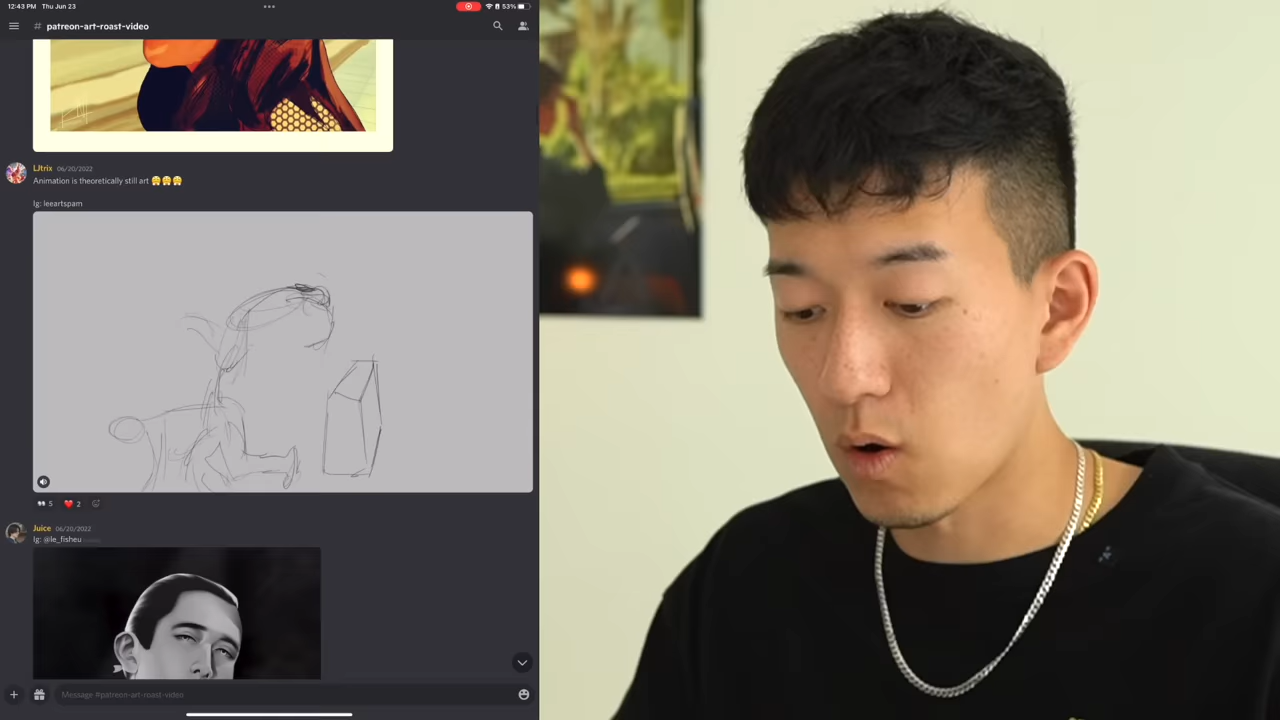 12:43 PM Thu Jun 23
53%
# patreon-art-roast-video
LJtrix 06/20/2022
Animation is theoretically still art
Ig: leeartspam
5 2
Juice 06/20/2022
Ig: @le_fisheu
Message #patreon-art-roast-video